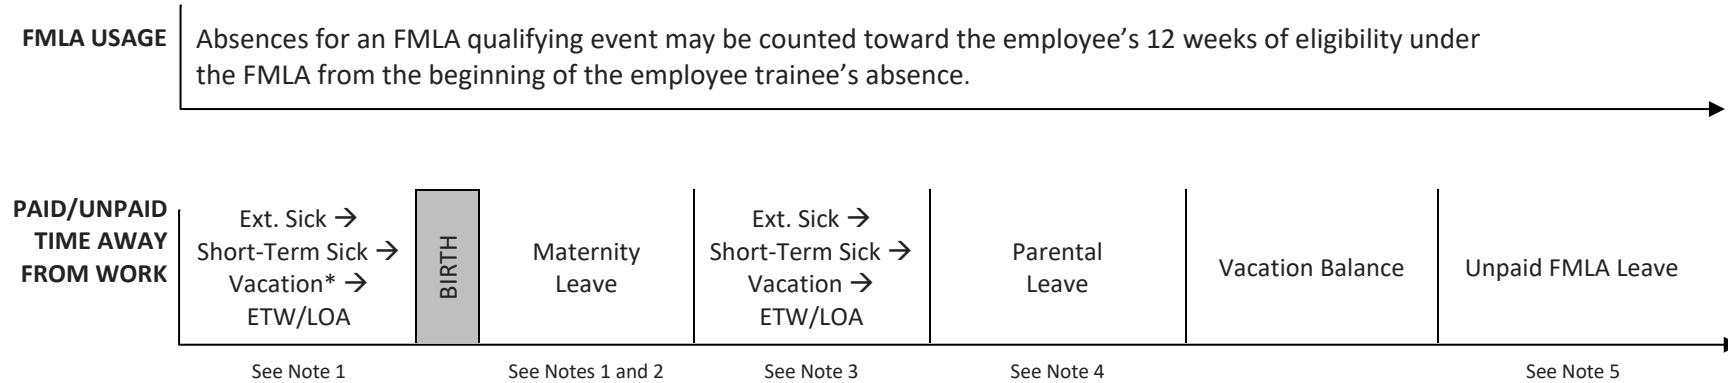 FMLA USAGE
Absences for an FMLA qualifying event may be counted toward the employee’s 12 weeks of eligibility under
the FMLA from the beginning of the employee trainee’s absence.
PAID/UNPAID
TIME AWAY
FROM WORK
Ext. Sick →
Short-Term Sick →
Vacation* →
ETW/LOA
BIRTH
Maternity
Leave
Ext. Sick →
Short-Term Sick →
Vacation →
ETW/LOA
Parental
Leave
Vacation Balance
Unpaid FMLA Leave
See Note 1
See Notes 1 and 2
See Note 3
See Note 4
See Note 5